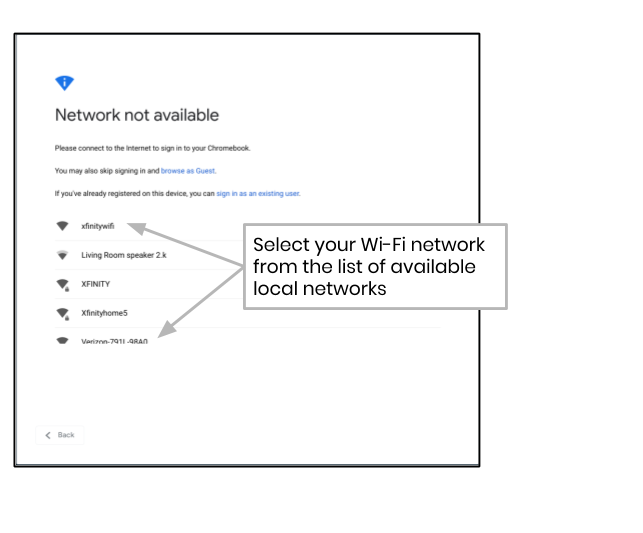 Network not available
Please connect to the Internet to sign in to your Chromebook.
You may also skip signing in and browse as Guest.
If you've already registered on this device, you can sign in as an existing user.
xfinitywifi
Select your Wi-Fi network
from the list of available
local networks
Living Room speaker 2.k
XFINITY
Xfinityhome5
Verizon-791L-98A0
Back